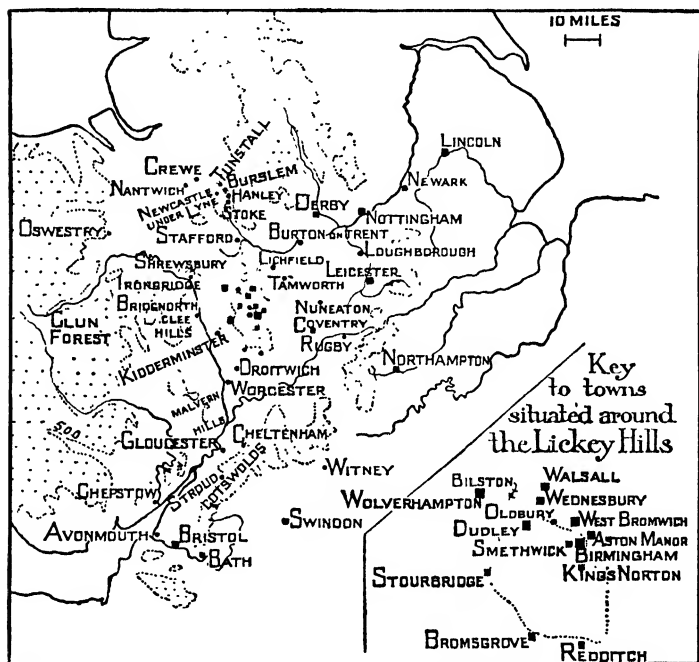 10 MILES
LINCOLN
TUNSTALL
CREWE
BURSLEM
NANTWICH
HANLEY
NEWARK
NEWCASTLE
UNDER LYNE
STOKE
DERBY
NOTTINGHAM
OSWESTRY
STAFFORD
BURTON ON TRENT
LOUGHBOROUGH
SHREWSBURY
LICHFIELD
LEICESTER
IRONBRIDGE
TAMWORTH
BRIDGNORTH
NUNEATON
CLEE
HILLS
COVENTRY
CLUN
FOREST
RUGBY
KIDDERMINSTER
NORTHAMPTON
DROITWICH
WORCESTER
MALVERN
HILLS
500
GLOUCESTER
CHELTENHAM
STROUD
COTSWOLDS
WITNEY
CHEPSTOW
SWINDON
AVONMOUTH
BRISTOL
BATH
Key
to towns
situated around
the Lickey Hills
WALSALL
BILSTON
WOLVERHAMPTON
WEDNESBURY
OLDBURY
WEST BROMWICH
DUDLEY
ASTON MANOR
SMETHWICK
BIRMINGHAM
KINGS NORTON
STOURBRIDGE
BROMSGROVE
REDDITCH